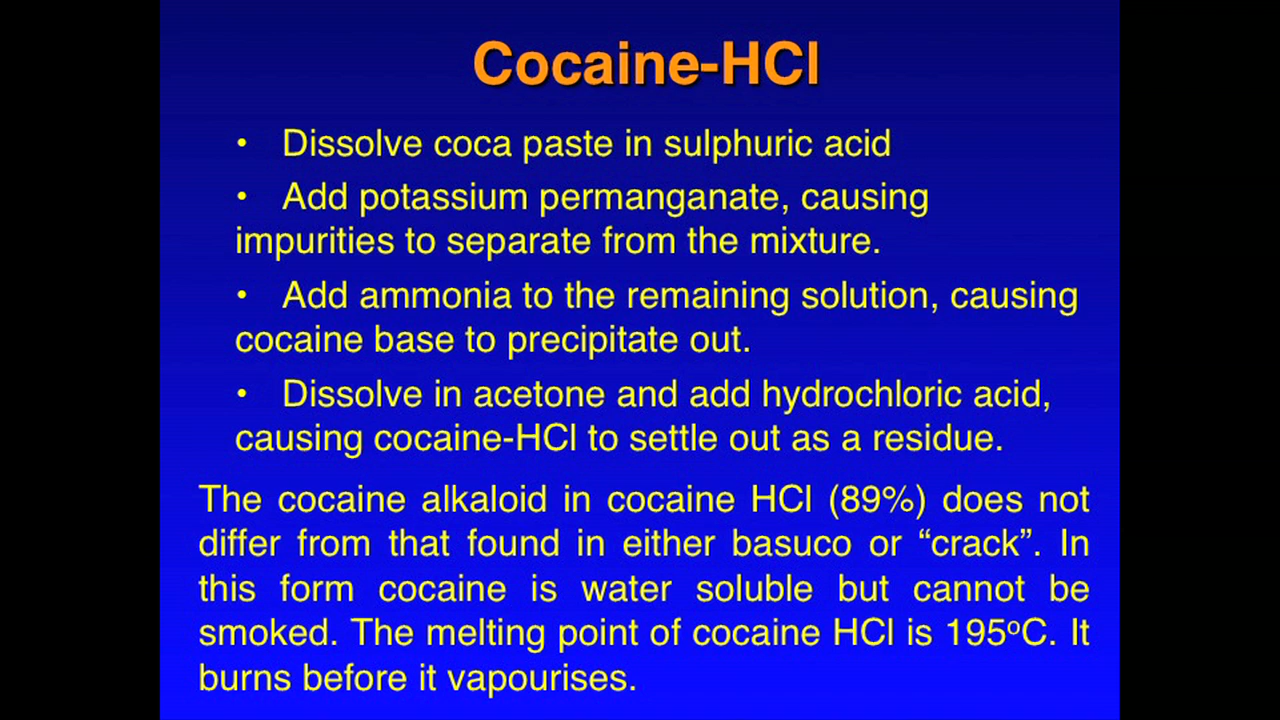 Cocaine-HCl
• Dissolve coca paste in sulphuric acid
• Add potassium permanganate, causing
impurities to separate from the mixture.
• Add ammonia to the remaining solution, causing
cocaine base to precipitate out.
• Dissolve in acetone and add hydrochloric acid,
causing cocaine-HCl to settle out as a residue.
The cocaine alkaloid in cocaine HCl (89%) does not
differ from that found in either basuco or “crack”. In
this form cocaine is water soluble but cannot be
smoked. The melting point of cocaine HCl is 195ºC. It
burns before it vapourises.